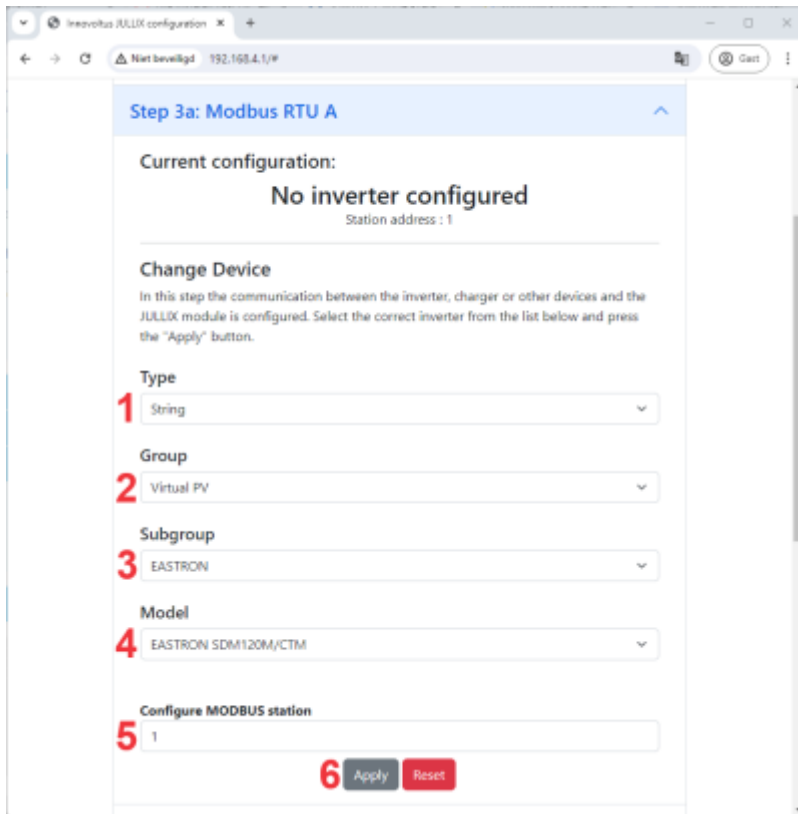 Innovoltus JULLIX configuration
Niet beveiligd 192.168.4.1/#
Gast
Step 3a: Modbus RTU A
Current configuration:
No inverter configured
Station address : 1
Change Device
In this step the communication between the inverter, charger or other devices and the
JULLIX module is configured. Select the correct inverter from the list below and press
the "Apply" button.
Type
1 String
Group
2 Virtual PV
Subgroup
3 EASTRON
Model
4 EASTRON SDM120M/CTM
Configure MODBUS station
5 1
6 Apply Reset